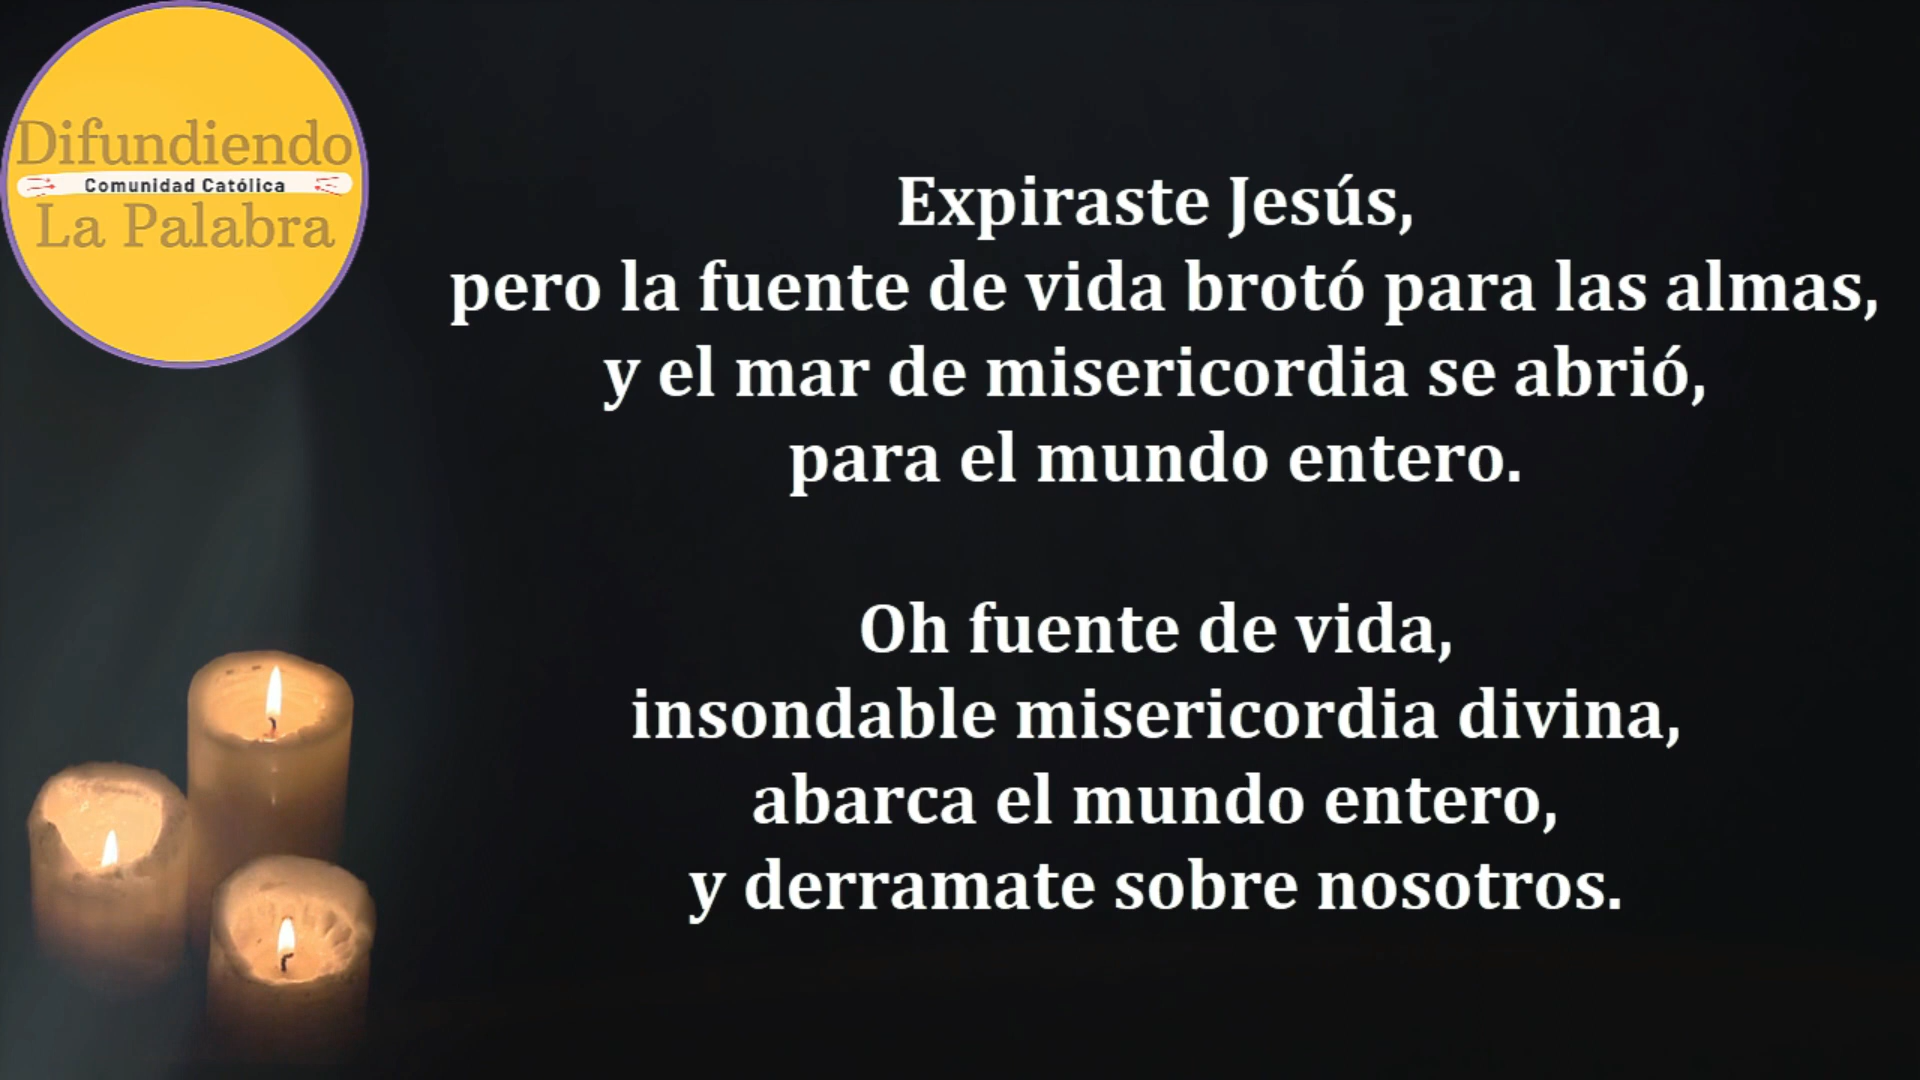 Difundiendo
Comunidad Católica
La Palabra
Expiraste Jesús,
pero la fuente de vida brotó para las almas,
y el mar de misericordia se abrió,
para el mundo entero.
Oh fuente de vida,
insondable misericordia divina,
abarca el mundo entero,
y derramate sobre nosotros.